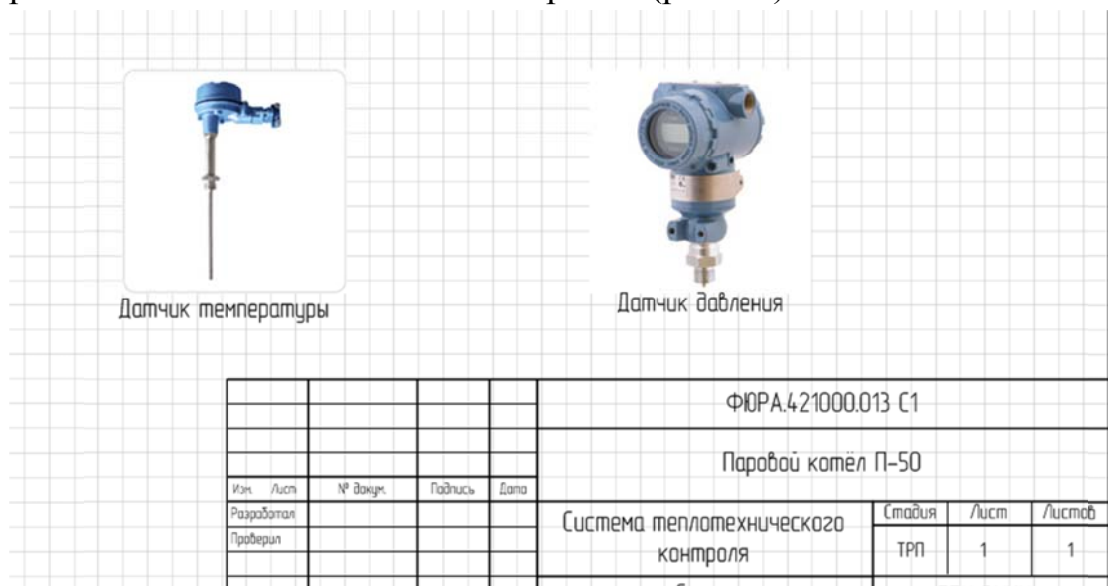 Датчик температуры
Датчик давления
ФЮРА.421000.013 С1
Паровой котёл П-50
Изм. Лист № докум. Подпись Дата
Разработал
Проверил
Система теплотехнического
контроля
Стадия Лист Листов
ТРП 1 1